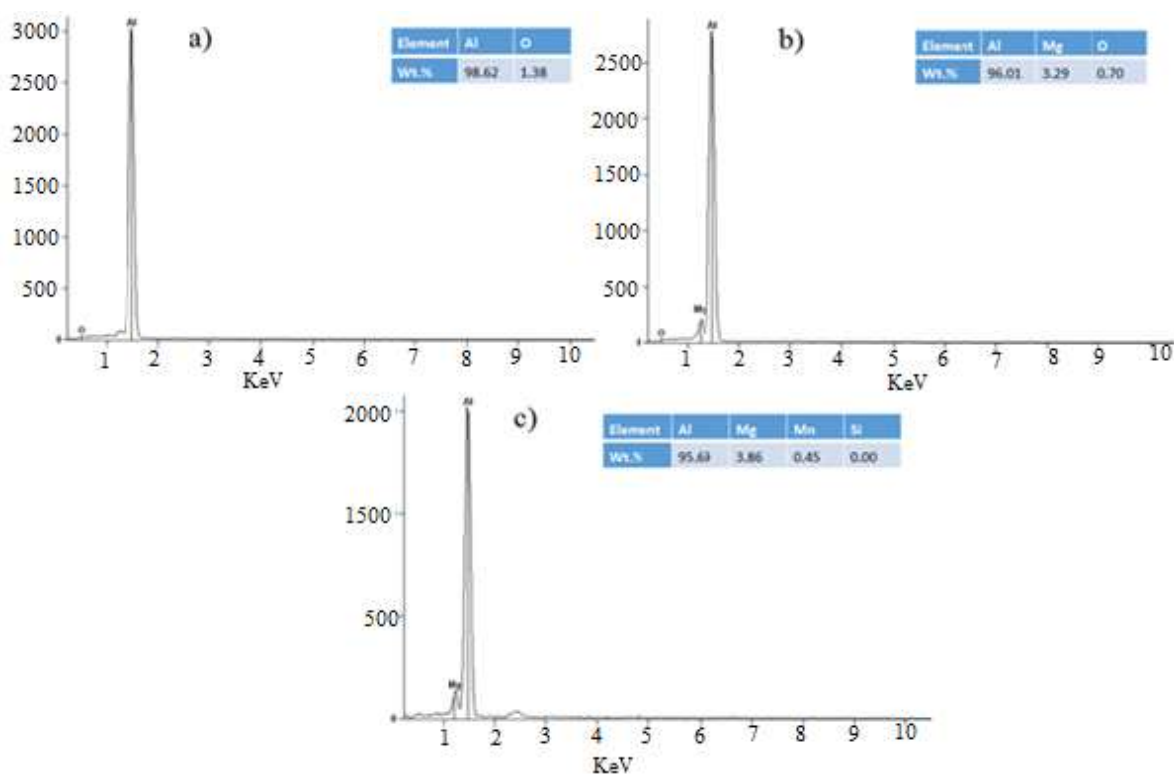 a)
Al
Element Al O
Wt.% 98.62 1.38
3000
2500
2000
1500
1000
500
0
O
1 2 3 4 5 6 7 8 9 10
KeV
b)
Al
Element Al Mg O
Wt.% 96.01 3.29 0.70
2500
2000
1500
1000
500
0
Mg
O
1 2 3 4 5 6 7 8 9 10
KeV
c)
Al
Element Al Mg Mn Si
Wt.% 95.69 3.86 0.45 0.00
2000
1500
500
0
1 2 3 4 5 6 7 8 9 10
KeV